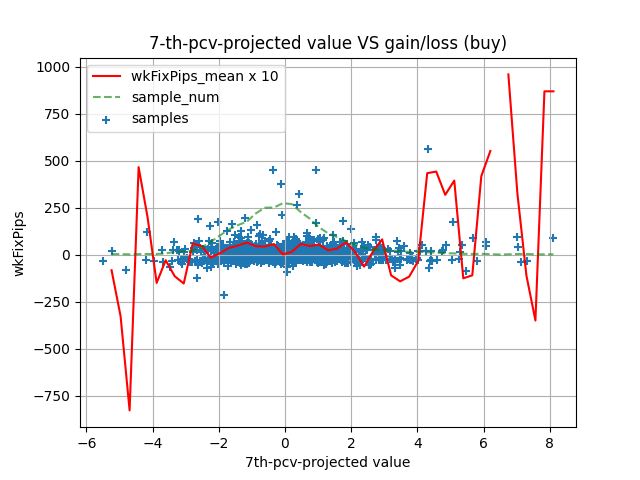 7-th-pcv-projected value VS gain/loss (buy)
wkFixPips_mean x 10
sample_num
samples
1000
750
500
250
0
−250
−500
−750
wkFixPips
−6 −4 −2 0 2 4 6 8
7th-pcv-projected value